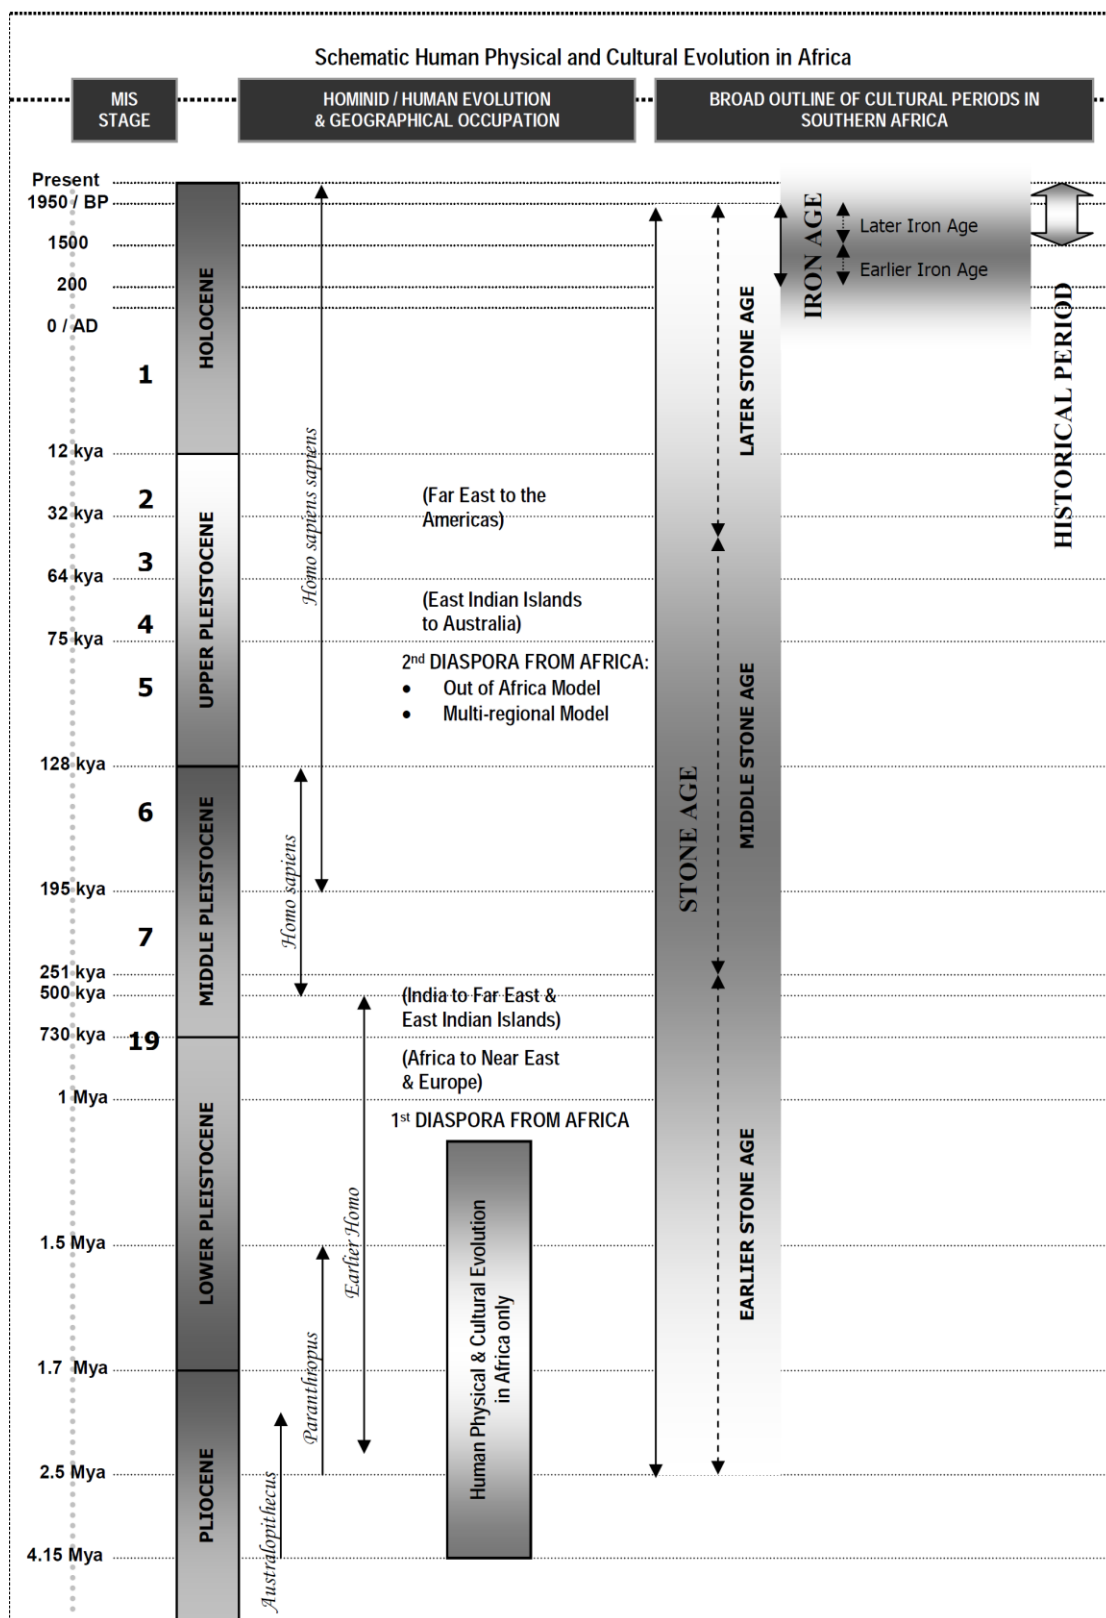 Schematic Human Physical and Cultural Evolution in Africa
MIS
STAGE
HOMINID / HUMAN EVOLUTION
& GEOGRAPHICAL OCCUPATION
BROAD OUTLINE OF CULTURAL PERIODS IN
SOUTHERN AFRICA
Present
1950 / BP
1500
200
0 / AD
12 kya
32 kya
64 kya
75 kya
128 kya
195 kya
251 kya
500 kya
730 kya
1 Mya
1.5 Mya
1.7 Mya
2.5 Mya
4.15 Mya
1
2
3
4
5
6
7
19
HOLOCENE
UPPER PLEISTOCENE
MIDDLE PLEISTOCENE
LOWER PLEISTOCENE
PLIOCENE
Homo sapiens sapiens
Homo sapiens
Earlier Homo
Paranthropus
Australopithecus
(Far East to the
Americas)
(East Indian Islands
to Australia)
2nd DIASPORA FROM AFRICA:
• Out of Africa Model
• Multi-regional Model
(India to Far East &
East Indian Islands)
(Africa to Near East
& Europe)
1st DIASPORA FROM AFRICA
Human Physical & Cultural Evolution
in Africa only
STONE AGE
LATER STONE AGE
MIDDLE STONE AGE
EARLIER STONE AGE
IRON AGE
Later Iron Age
Earlier Iron Age
HISTORICAL PERIOD